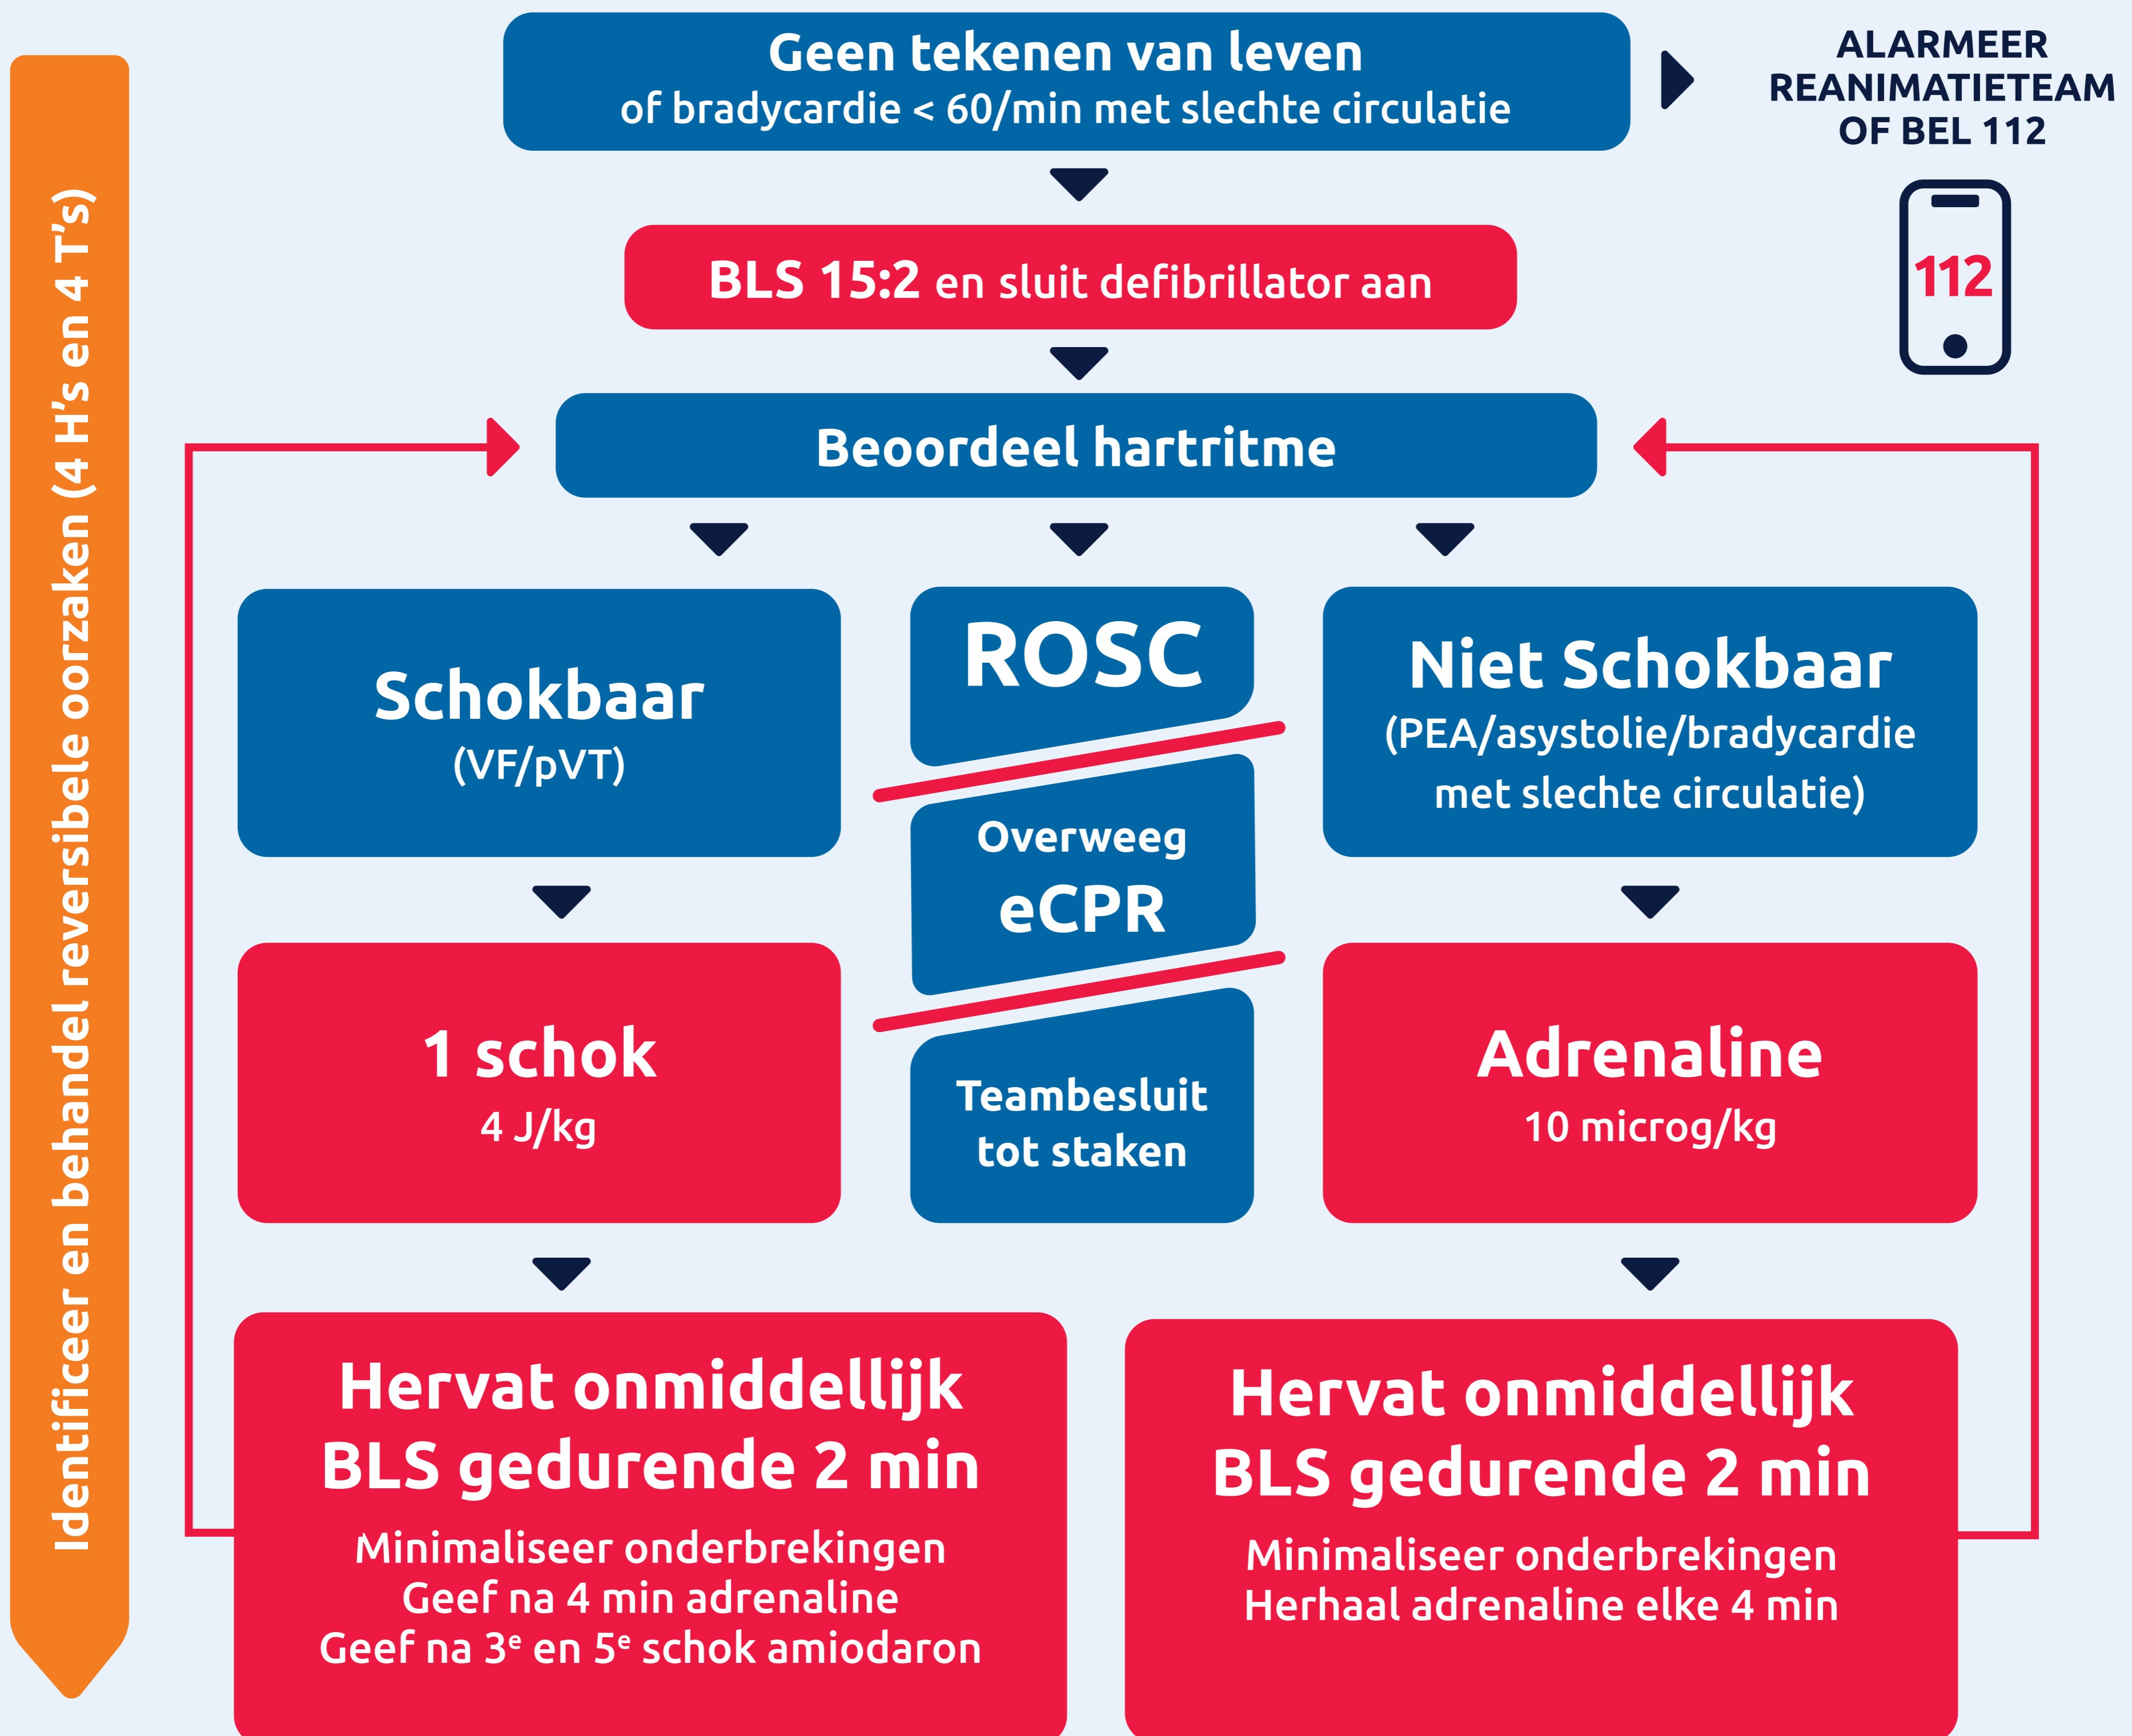 Geen tekenen van leven
of bradycardie < 60/min met slechte circulatie
ALARMEER
REANIMATIETEAM
OF BEL 112
112
BLS 15:2 en sluit defibrillator aan
Beoordeel hartritme
Schokbaar
(VF/pVT)
ROSC
Overweeg
eCPR
Teambesluit
tot staken
Niet Schokbaar
(PEA/asystolie/bradycardie
met slechte circulatie)
1 schok
4 J/kg
Adrenaline
10 microg/kg
Hervat onmiddellijk
BLS gedurende 2 min
Minimaliseer onderbrekingen
Geef na 4 min adrenaline
Geef na 3ᵉ en 5ᵉ schok amiodaron
Hervat onmiddellijk
BLS gedurende 2 min
Minimaliseer onderbrekingen
Herhaal adrenaline elke 4 min
Identificeer en behandel reversibele oorzaken (4 H's en 4 T's)